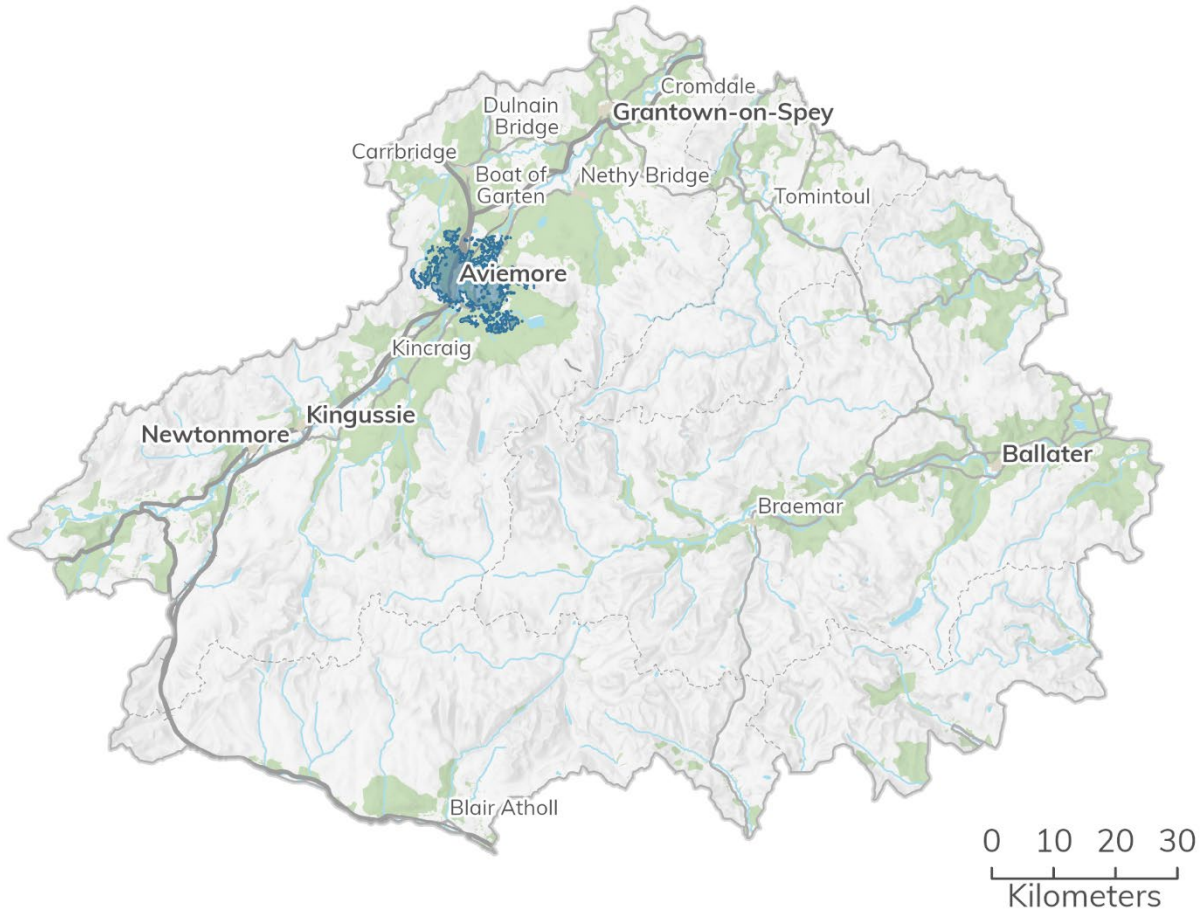 Cromdale
Dulnain
Bridge
Grantown-on-Spey
Carrbridge
Boat of
Garten
Nethy Bridge
Tomintoul
Aviemore
Kincraig
Kingussie
Newtonmore
Ballater
Braemar
Blair Atholl
0 10 20 30
Kilometers